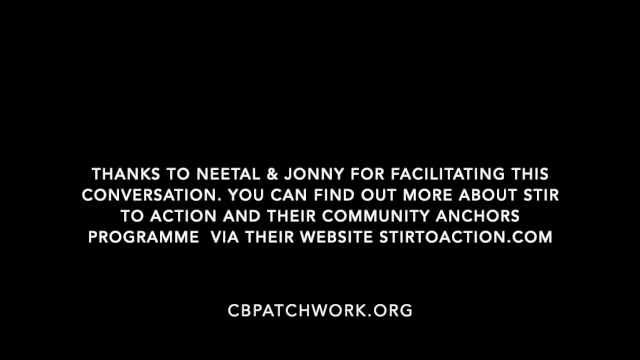 THANKS TO NEETAL & JONNY FOR FACILITATING THIS
CONVERSATION. YOU CAN FIND OUT MORE ABOUT STIR
TO ACTION AND THEIR COMMUNITY ANCHORS
PROGRAMME VIA THEIR WEBSITE STIRTOACTION.COM
CBPATCHWORK.ORG